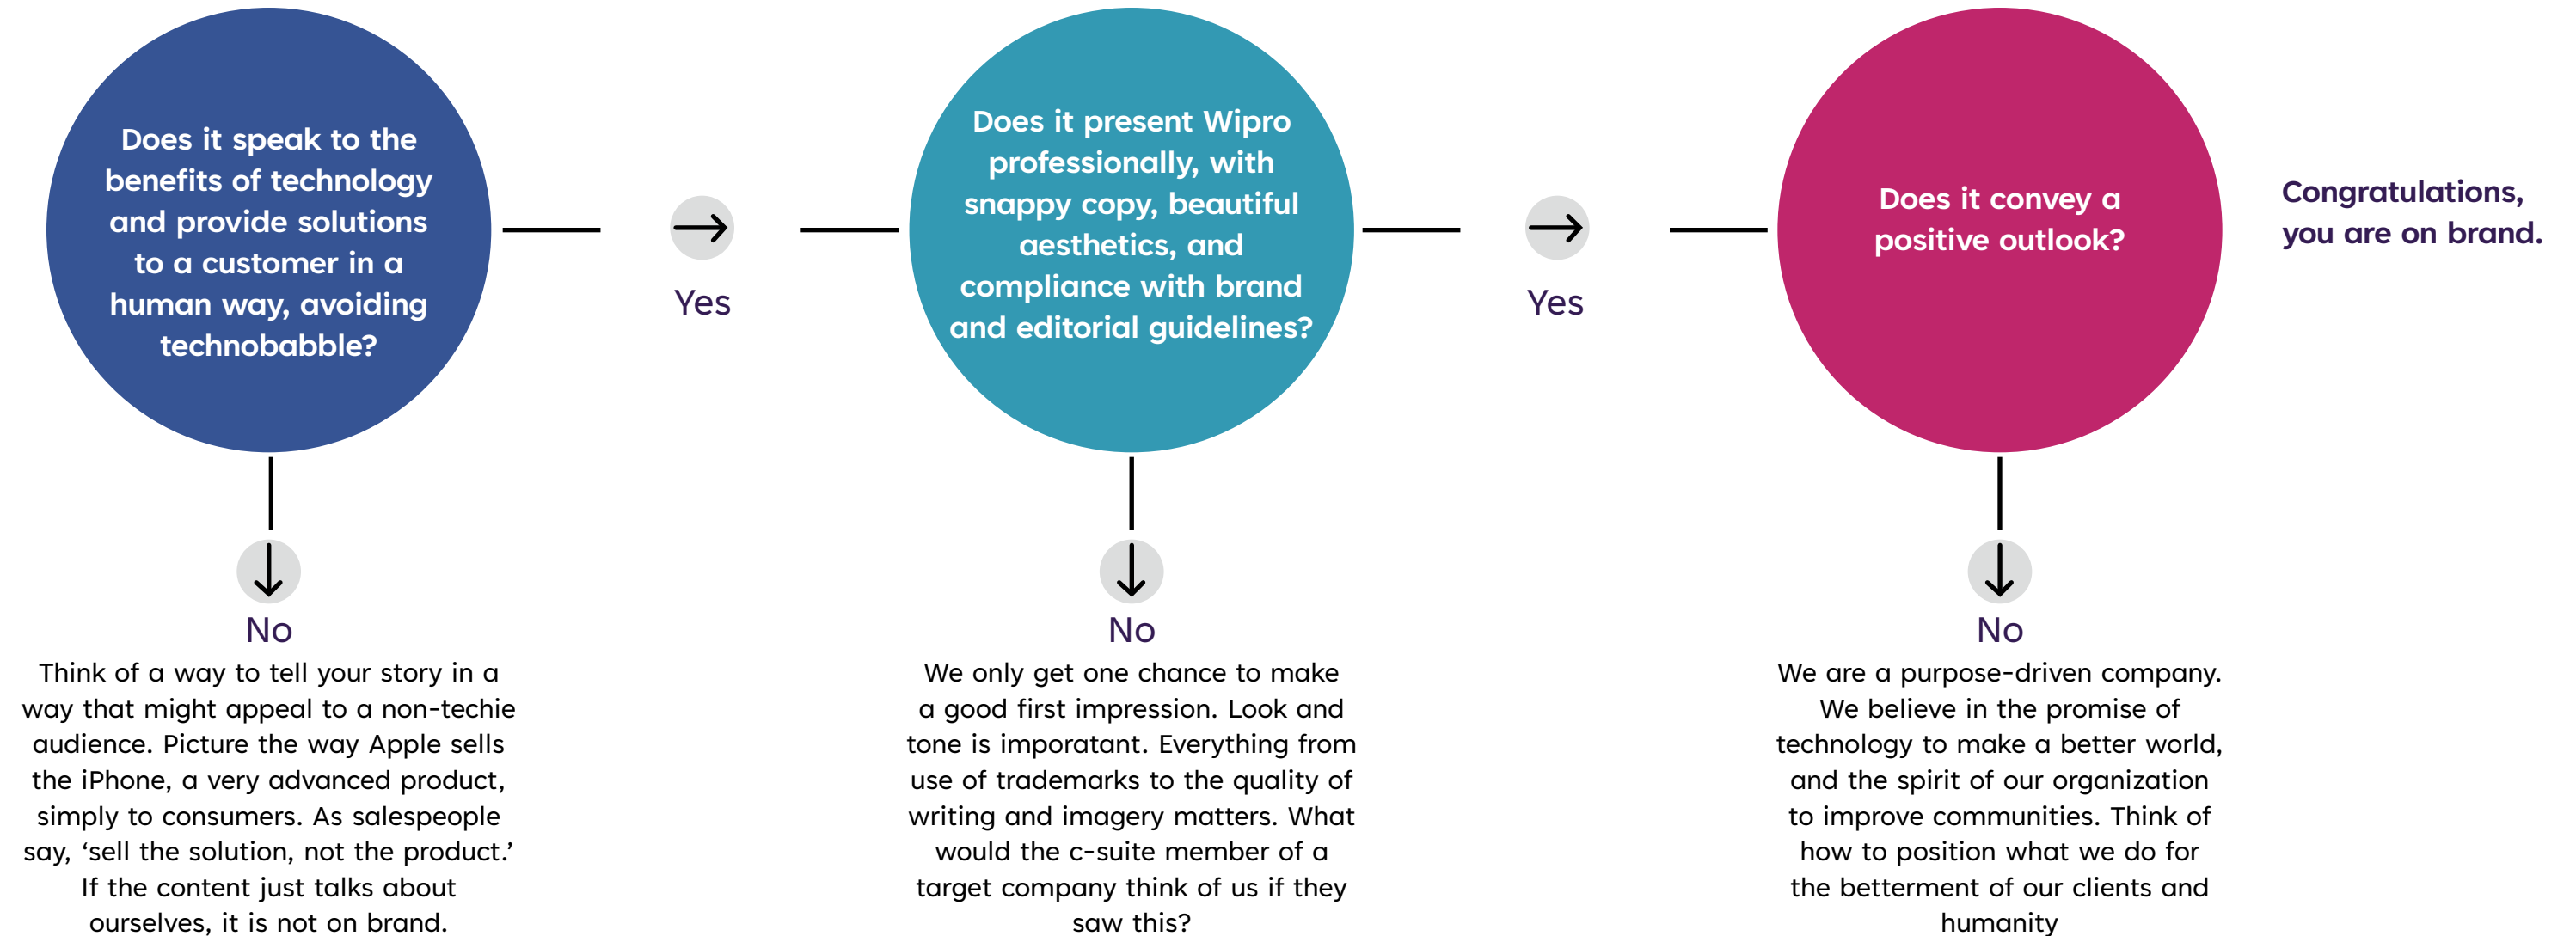 Does it speak to the
benefits of technology
and provide solutions
to a customer in a
human way, avoiding
technobabble?
Yes
Does it present Wipro
professionally, with
snappy copy, beautiful
aesthetics, and
compliance with brand
and editorial guidelines?
Yes
Does it convey a
positive outlook?
Congratulations,
you are on brand.
No
Think of a way to tell your story in a
way that might appeal to a non-techie
audience. Picture the way Apple sells
the iPhone, a very advanced product,
simply to consumers. As salespeople
say, ‘sell the solution, not the product.’
If the content just talks about
ourselves, it is not on brand.
No
We only get one chance to make
a good first impression. Look and
tone is imporatant. Everything from
use of trademarks to the quality of
writing and imagery matters. What
would the c-suite member of a
target company think of us if they
saw this?
No
We are a purpose-driven company.
We believe in the promise of
technology to make a better world,
and the spirit of our organization
to improve communities. Think of
how to position what we do for
the betterment of our clients and
humanity